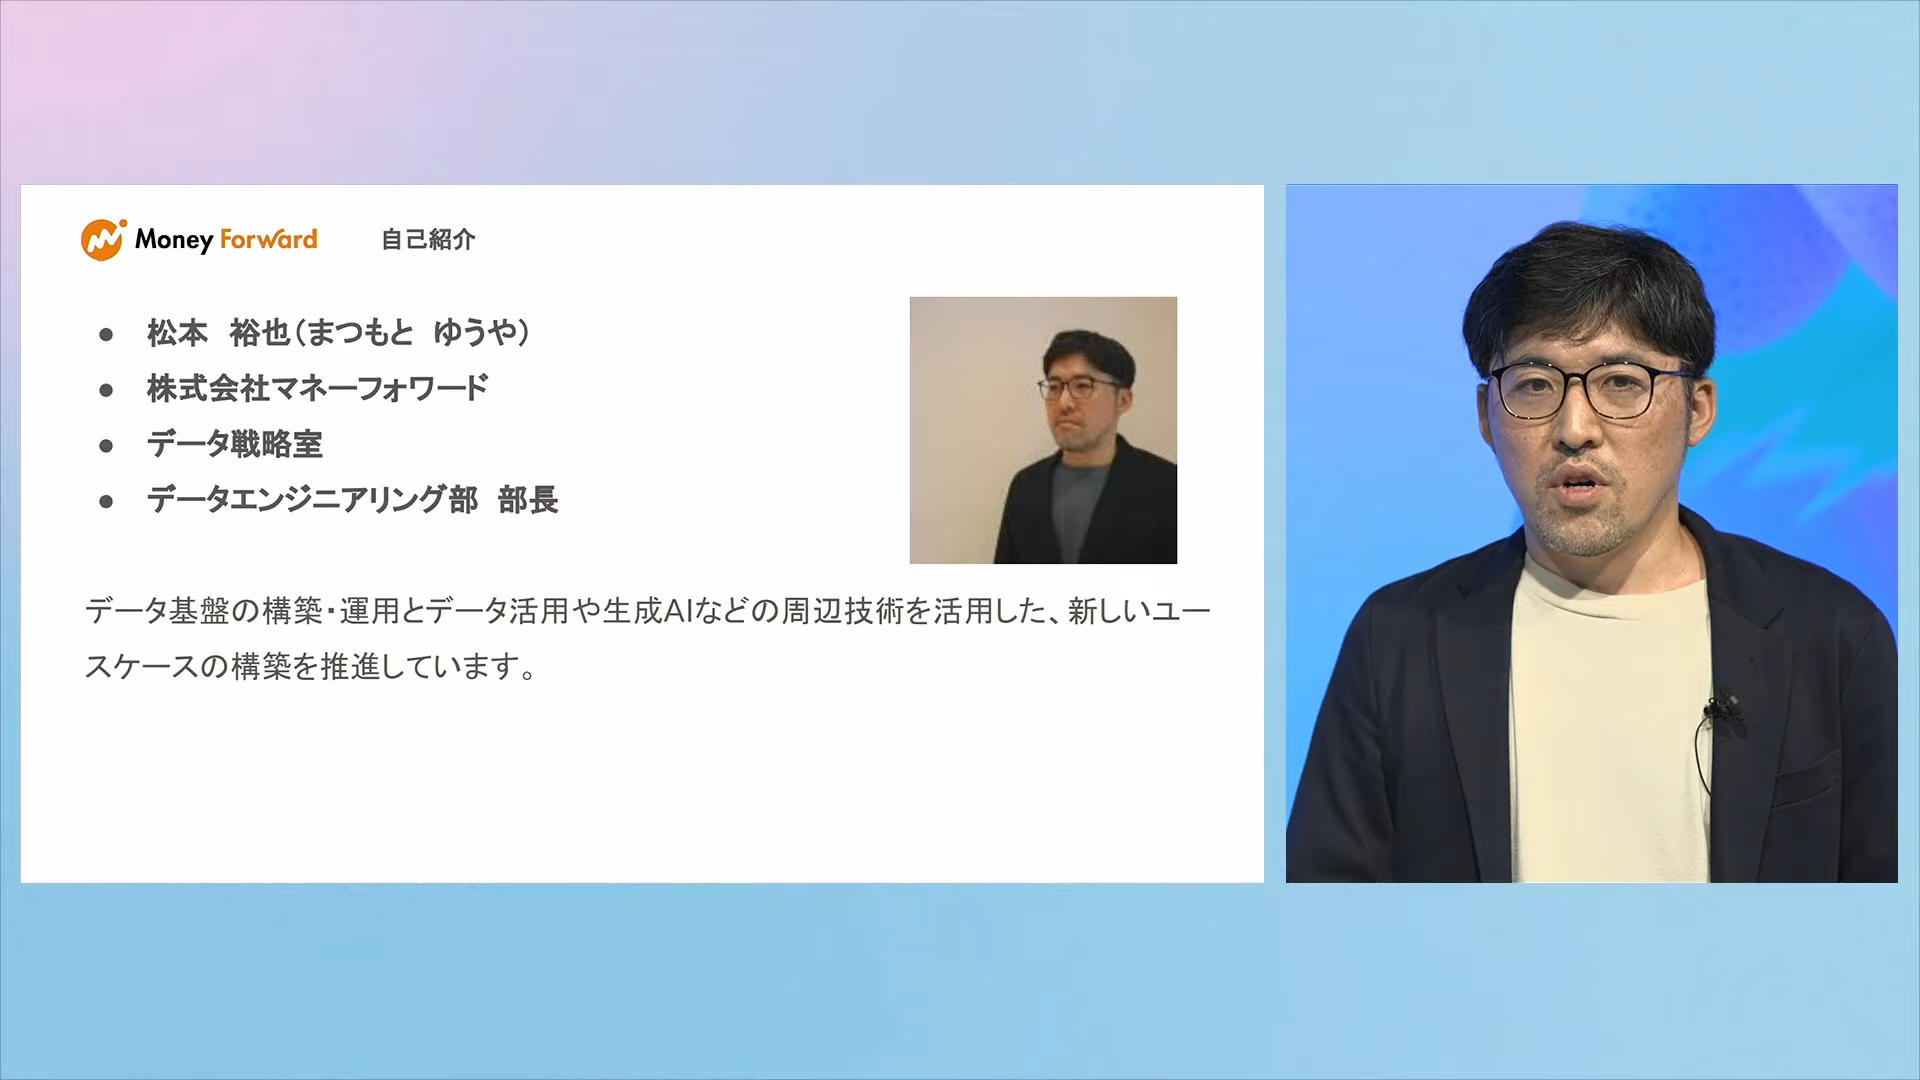 Money Forward 自己紹介
● 松本　裕也（まつもと　ゆうや）
● 株式会社マネーフォワード
● データ戦略室
● データエンジニアリング部　部長
データ基盤の構築・運用とデータ活用や生成AIなどの周辺技術を活用した、新しいユー
スケースの構築を推進しています。